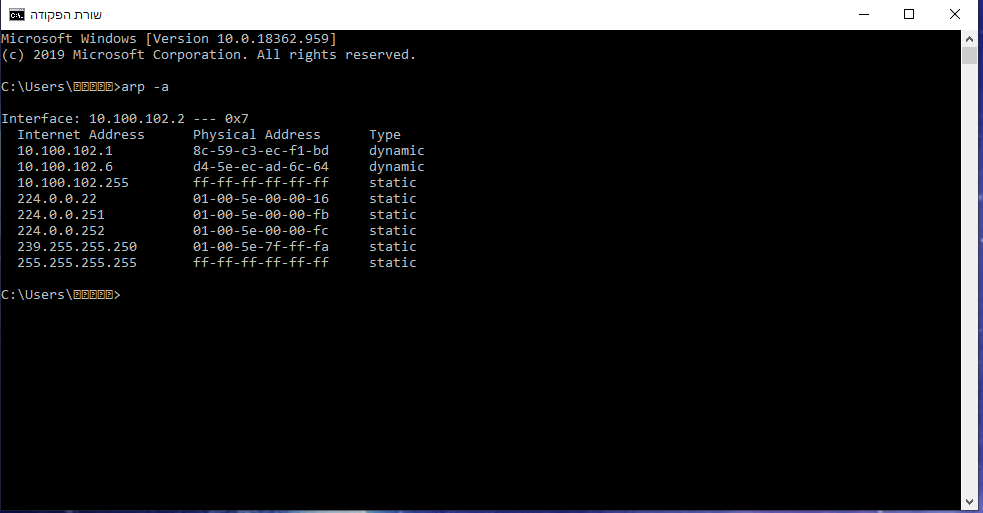 שורת הפקודה
Microsoft Windows [Version 10.0.18362.959]
(c) 2019 Microsoft Corporation. All rights reserved.
C:\Users\⍰⍰⍰⍰⍰>arp -a
Interface: 10.100.102.2 --- 0x7
Internet Address      Physical Address      Type
10.100.102.1          8c-59-c3-ec-f1-bd     dynamic
10.100.102.6          d4-5e-ec-ad-6c-64     dynamic
10.100.102.255        ff-ff-ff-ff-ff-ff     static
224.0.0.22            01-00-5e-00-00-16     static
224.0.0.251           01-00-5e-00-00-fb     static
224.0.0.252           01-00-5e-00-00-fc     static
239.255.255.250       01-00-5e-7f-ff-fa     static
255.255.255.255       ff-ff-ff-ff-ff-ff     static
C:\Users\⍰⍰⍰⍰⍰>